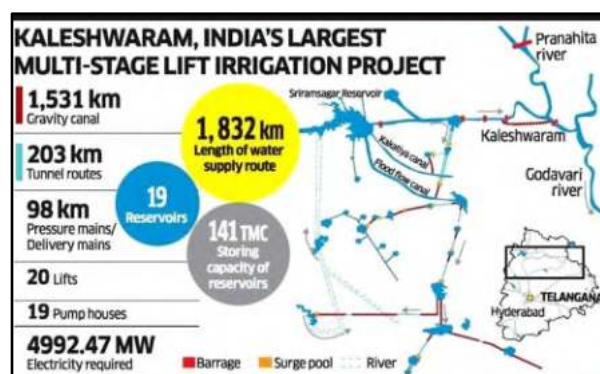 KALESHWARAM, INDIA'S LARGEST
MULTI-STAGE LIFT IRRIGATION PROJECT
1,531 km
Gravity canal
203 km
Tunnel routes
98 km
Pressure mains/
Delivery mains
20 Lifts
19 Pump houses
4992.47 MW
Electricity required
1,832 km
Length of water
supply route
19
Reservoirs
141 TMC
Storing
capacity of
reservoirs
Sriramsagar Reservoir
Kakatiya canal
Flood flow canal
Pranahita
river
Kaleshwaram
Godavari
river
TELANGANA
Hyderabad
Barrage
Surge pool
River